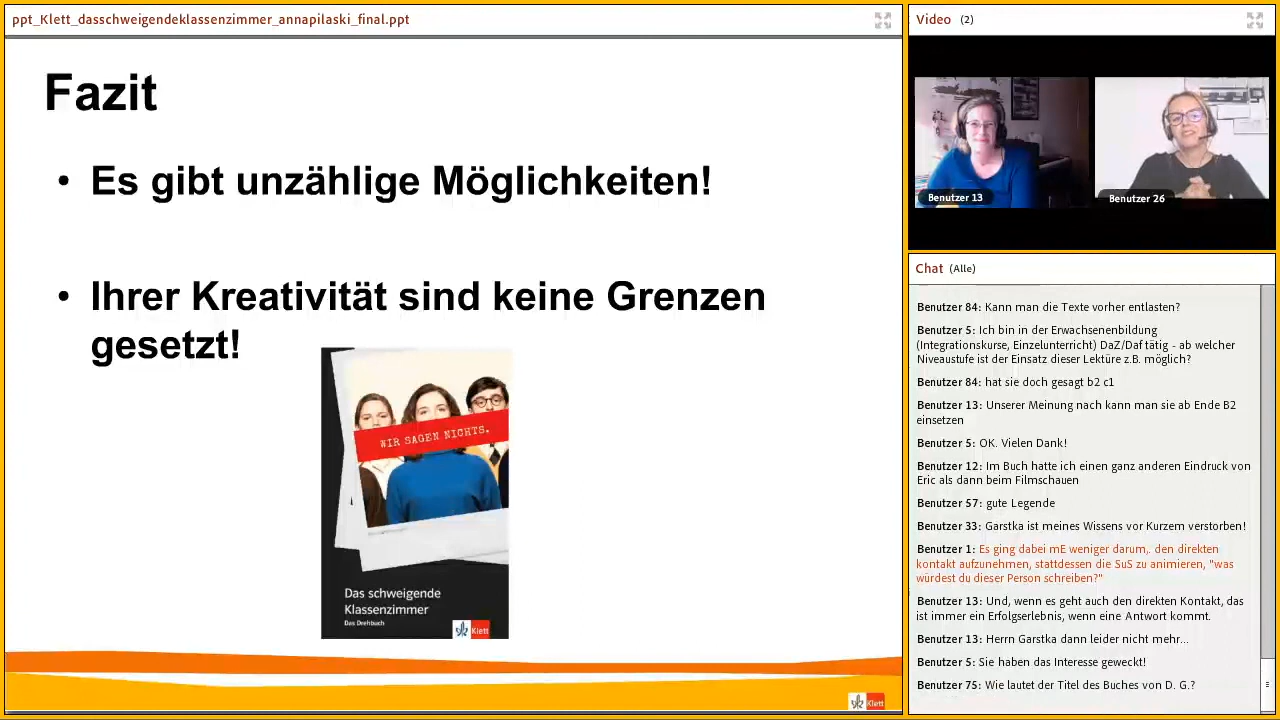 ppt_Klett_dasschweigendeklassenzimmer_annapilaski_final.ppt
Fazit
• Es gibt unzählige Möglichkeiten!
• Ihrer Kreativität sind keine Grenzen
gesetzt!
WIR SAGEN NICHTS.
Das schweigende
Klassenzimmer
Das Drehbuch
Klett
Klett
Video (2)
Benutzer 13
Benutzer 26
Chat (Alle)
Benutzer 84: Kann man die Texte vorher entlasten?
Benutzer 5: Ich bin in der Erwachsenenbildung
(Integrationskurse, Einzelunterricht) DaZ/Daf tätig - ab welcher
Niveaustufe ist der Einsatz dieser Lektüre z.B. möglich?
Benutzer 84: hat sie doch gesagt b2 c1
Benutzer 13: Unserer Meinung nach kann man sie ab Ende B2
einsetzen
Benutzer 5: OK. Vielen Dank!
Benutzer 12: Im Buch hatte ich einen ganz anderen Eindruck von
Eric als dann beim Filmschauen
Benutzer 57: gute Legende
Benutzer 33: Garstka ist meines Wissens vor Kurzem verstorben!
Benutzer 1: Es ging dabei mE weniger darum,. den direkten
kontakt aufzunehmen, stattdessen die SuS zu animieren, "was
würdest du dieser Person schreiben?"
Benutzer 13: Und, wenn es geht auch den direkten Kontakt, das
ist immer ein Erfolgserlebnis, wenn eine Antwort kommt.
Benutzer 13: Herrn Garstka dann leider nicht mehr...
Benutzer 5: Sie haben das Interesse geweckt!
Benutzer 75: Wie lautet der Titel des Buches von D. G.?